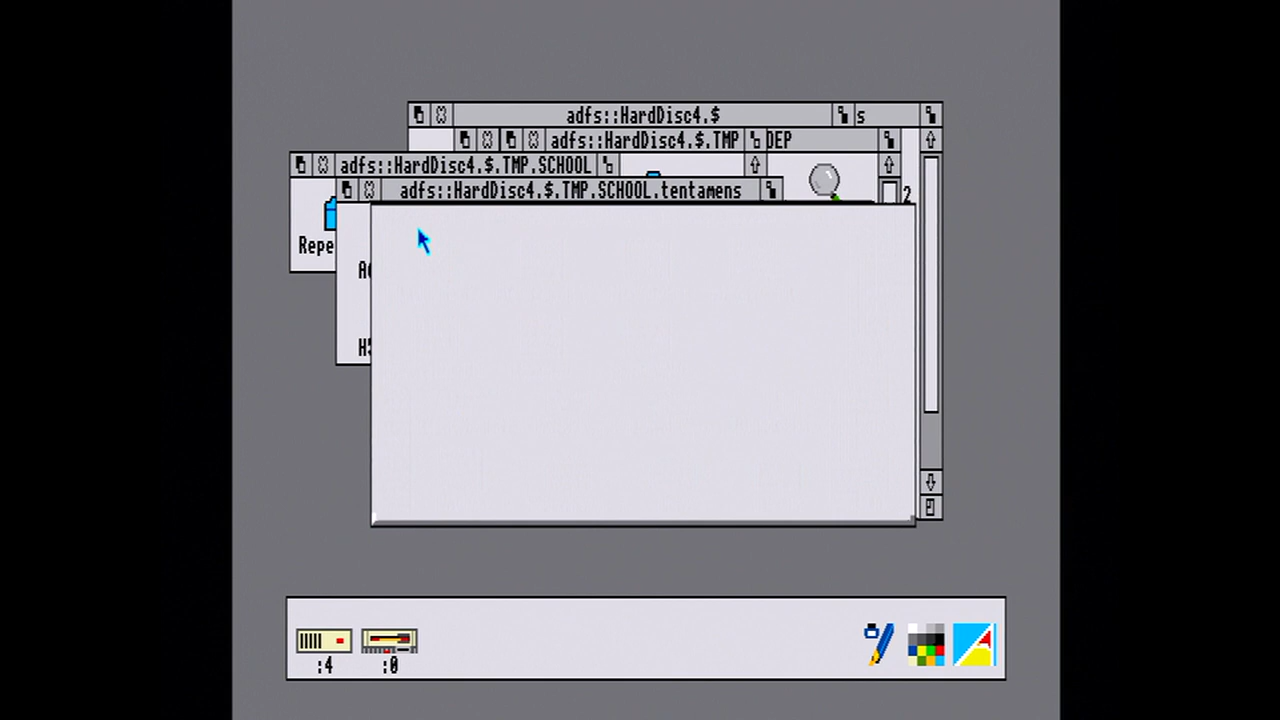 adfs::HardDisc4.$
s
adfs::HardDisc4.$.TMP
DEP
adfs::HardDisc4.$.TMP.SCHOOL
adfs::HardDisc4.$.TMP.SCHOOL.tentamens
2
Repe
:4
:0